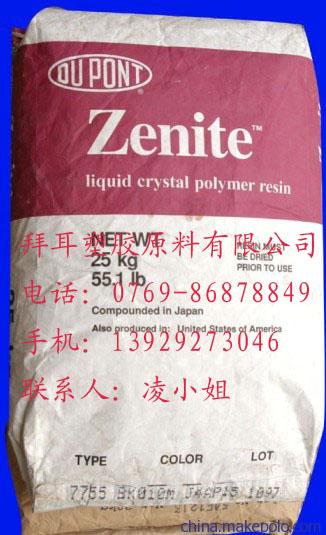 DU PONT
Zenite™
liquid crystal polymer resin
拜耳塑胶原料有限公司
NET WT
25 kg
55.1 lb
RESIN MUST
BE DRIED
PRIOR TO USE
电话：0769-86878849
Compounded in Japan
Also produced in: United States of America
手机：13929273046
联系人：凌小姐
TYPE COLOR LOT
7755 BK010M J4AP15 1097
china.makepolo.com